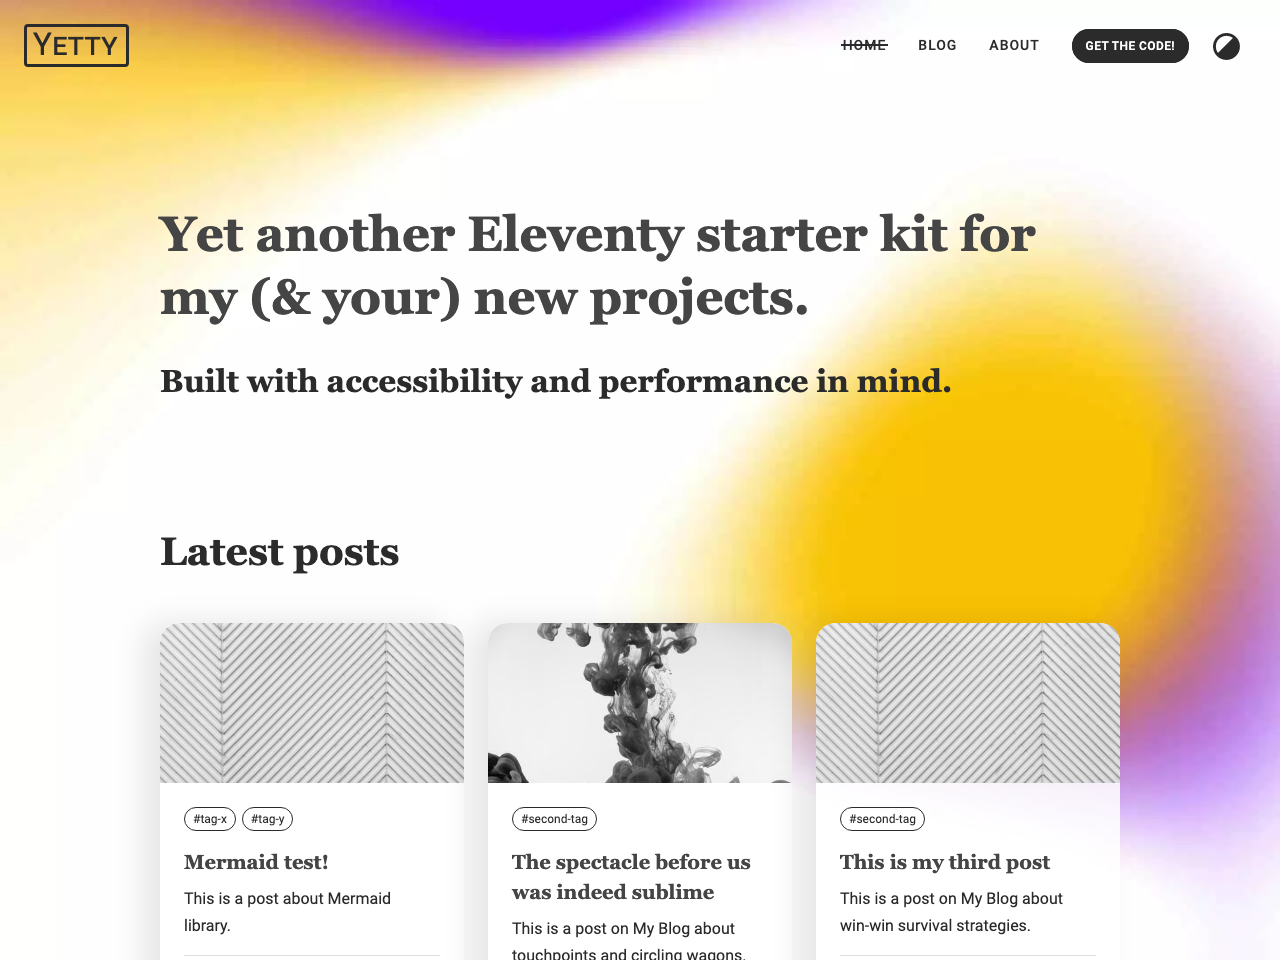 YETTY
HOME
BLOG
ABOUT
GET THE CODE!
Yet another Eleventy starter kit for
my (& your) new projects.
Built with accessibility and performance in mind.
Latest posts
#tag-x
#tag-y
Mermaid test!
This is a post about Mermaid
library.
#second-tag
The spectacle before us
was indeed sublime
This is a post on My Blog about
touchpoints and circling wagons.
#second-tag
This is my third post
This is a post on My Blog about
win-win survival strategies.